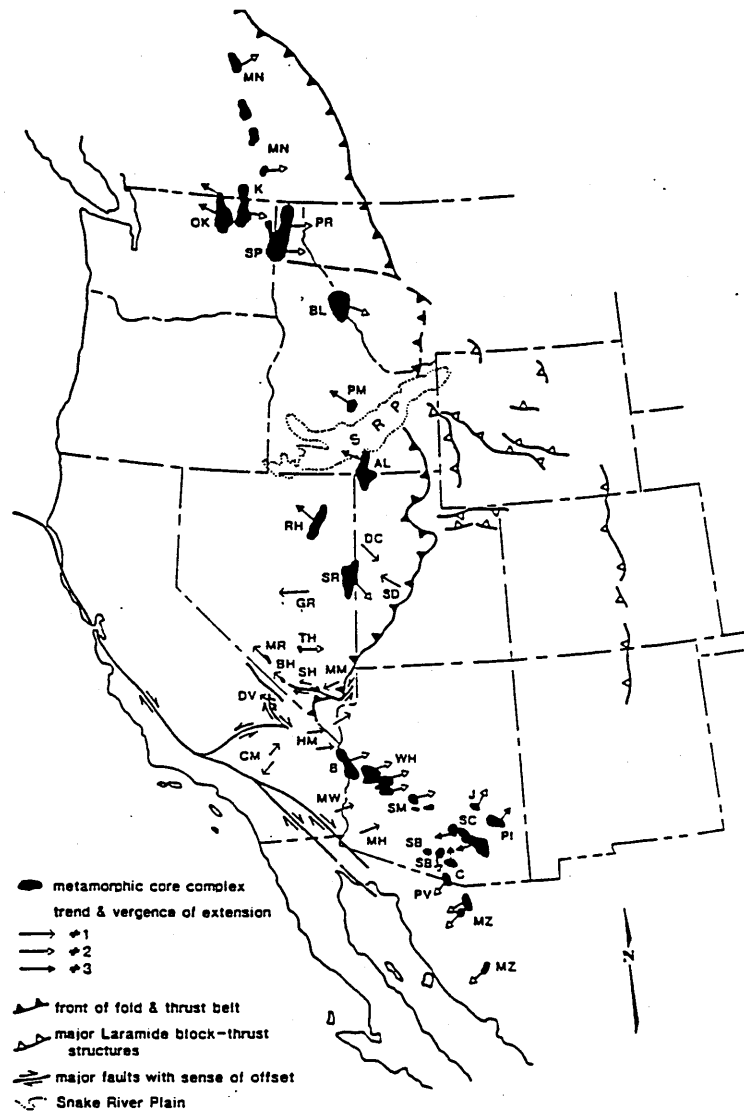 MN
MN
K
OK
PR
SP
BL
PM
S R P
AL
RH
DC
SR
SD
GR
TH
MR
BH
SH
MM
DV
HM
CM
B
WH
MW
SM
J
SC
PI
MH
SB
SB
C
PV
MZ
MZ
N
metamorphic core complex
trend & vergence of extension
#1
#2
#3
front of fold & thrust belt
major Laramide block-thrust
structures
major faults with sense of offset
Snake River Plain